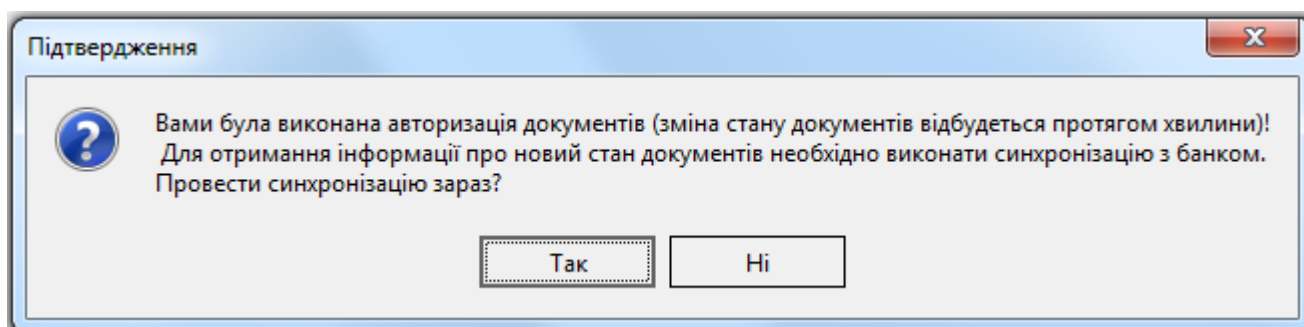 Підтвердження
Вами була виконана авторизація документів (зміна стану документів відбудеться протягом хвилини)!
Для отримання інформації про новий стан документів необхідно виконати синхронізацію з банком.
Провести синхронізацію зараз?
Так Ні